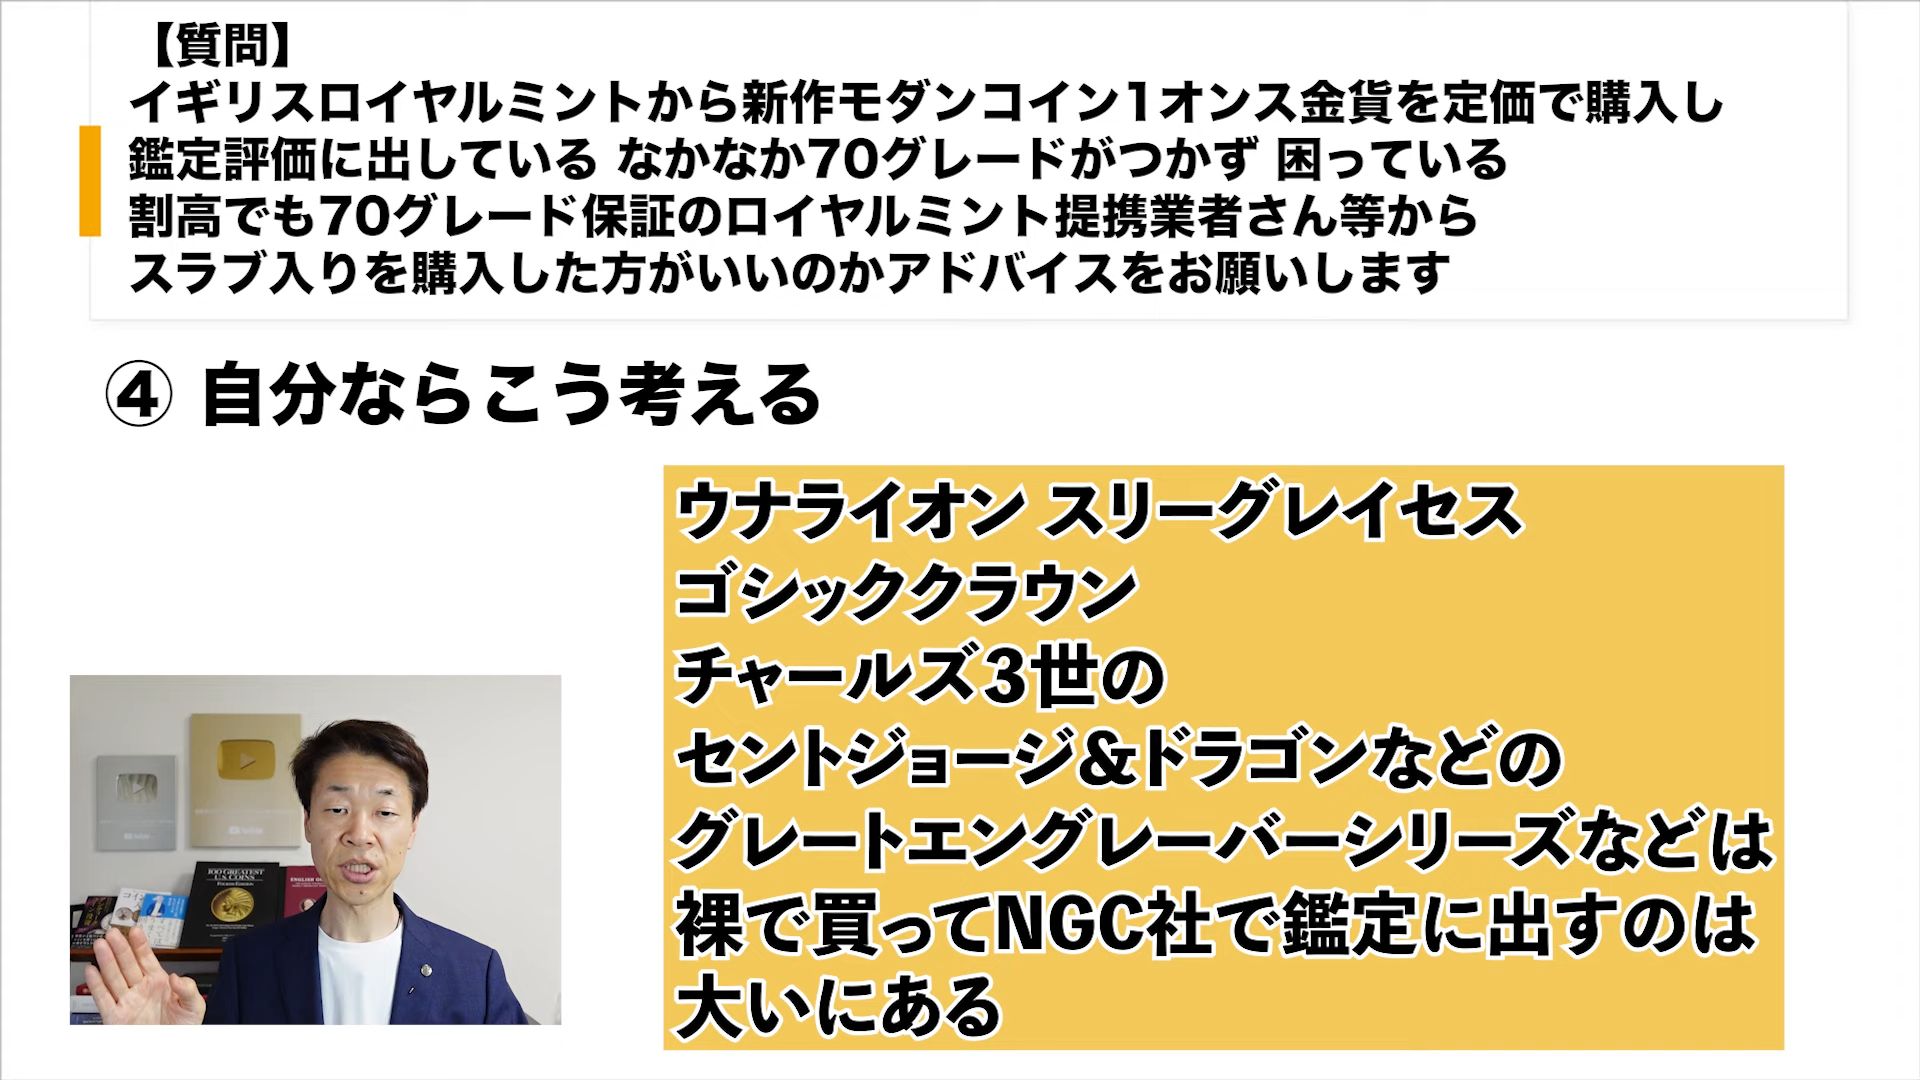 【質問】
イギリスロイヤルミントから新作モダンコイン1オンス金貨を定価で購入し
鑑定評価に出している なかなか70グレードがつかず 困っている
割高でも70グレード保証のロイヤルミント提携業者さん等から
スラブ入りを購入した方がいいのかアドバイスをお願いします
④ 自分ならこう考える
ウナライオン スリーグレイセス
ゴシッククラウン
チャールズ3世の
セントジョージ&ドラゴンなどの
グレートエングレーバーシリーズなどは
裸で買ってNGC社で鑑定に出すのは
大いにある
100 GREATEST
U.S. COINS
FOURTH EDITION